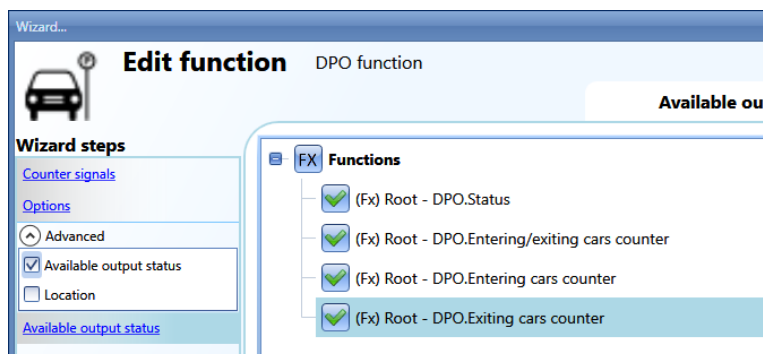 Wizard...
Edit function DPO function
Available ou
Wizard steps
Counter signals
Options
Advanced
Available output status
Location
Available output status
FX Functions
(Fx) Root - DPO.Status
(Fx) Root - DPO.Entering/exiting cars counter
(Fx) Root - DPO.Entering cars counter
(Fx) Root - DPO.Exiting cars counter